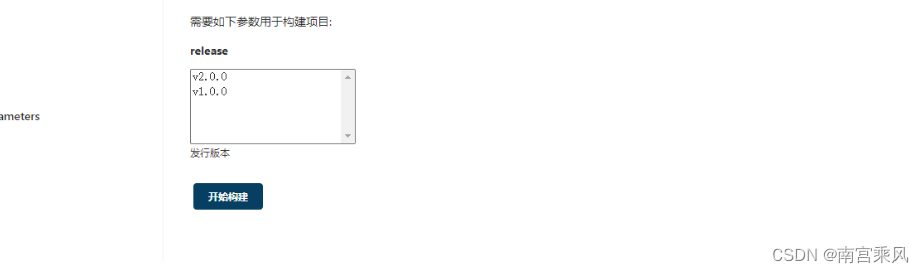 需要如下参数用于构建项目:
release
v2.0.0
v1.0.0
ameters
发行版本
开始构建
CSDN @南宫乘风